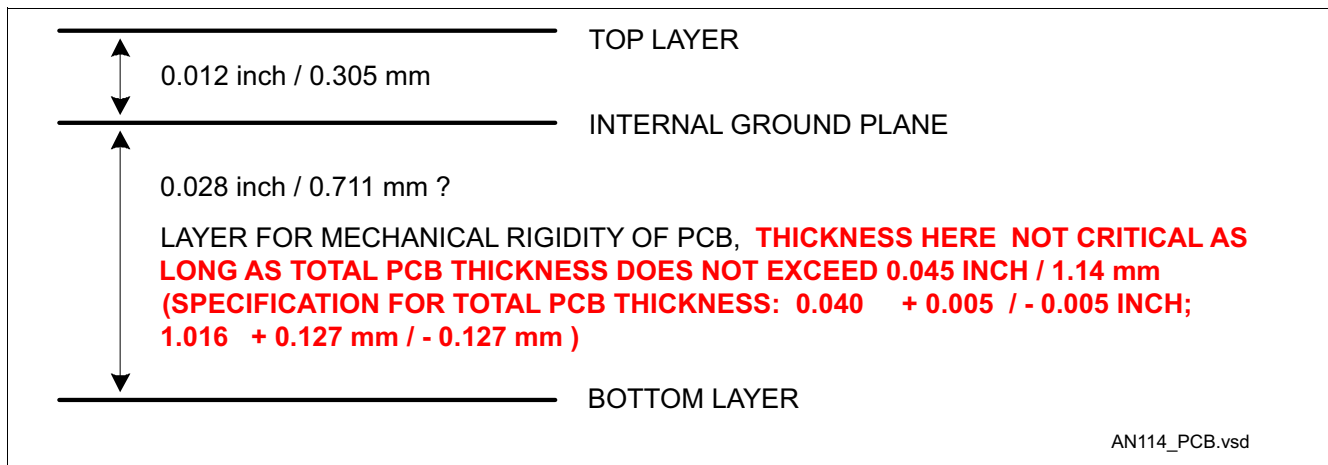 TOP LAYER
0.012 inch / 0.305 mm
INTERNAL GROUND PLANE
0.028 inch / 0.711 mm ?
LAYER FOR MECHANICAL RIGIDITY OF PCB, THICKNESS HERE NOT CRITICAL AS
LONG AS TOTAL PCB THICKNESS DOES NOT EXCEED 0.045 INCH / 1.14 mm
(SPECIFICATION FOR TOTAL PCB THICKNESS: 0.040 + 0.005 / - 0.005 INCH;
1.016 + 0.127 mm / - 0.127 mm )
BOTTOM LAYER
AN114_PCB.vsd